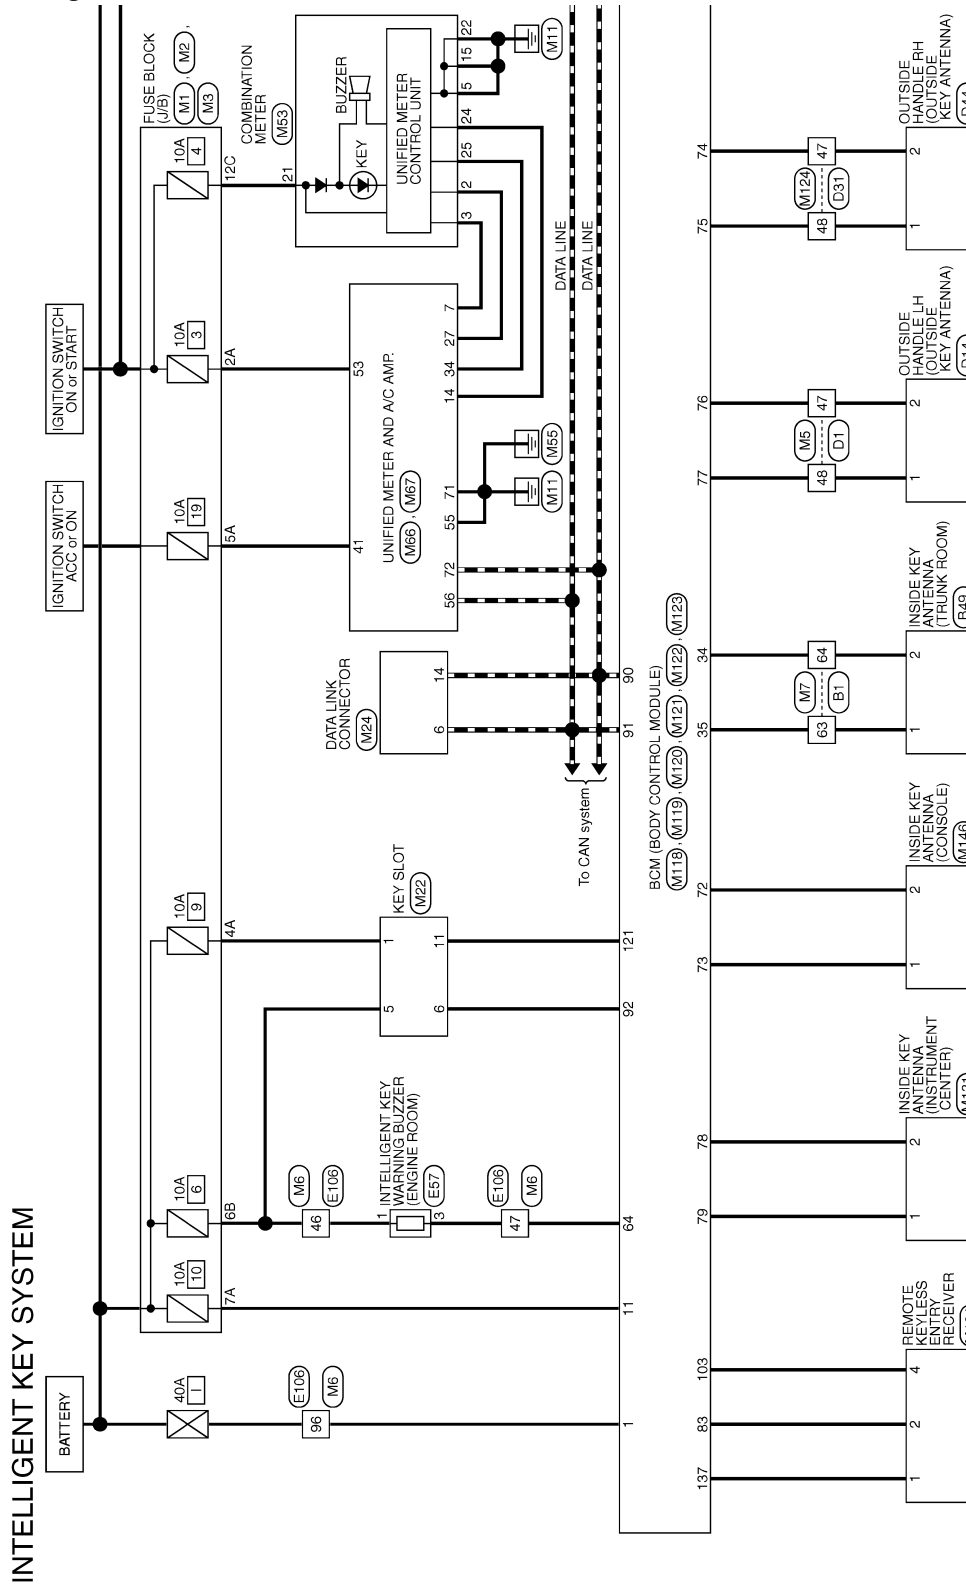 INTELLIGENT KEY SYSTEM
BATTERY
IGNITION SWITCH
ACC or ON
IGNITION SWITCH
ON or START
40A
I
10A
10
10A
6
10A
9
10A
19
10A
3
10A
4
FUSE BLOCK
(J/B)
M1 , M2 ,
M3
7A
6B
4A
5A
2A
12C
E106
M6
96
M6
E106
46
INTELLIGENT KEY
WARNING BUZZER
(ENGINE ROOM)
E57
1
3
E106
M6
47
KEY SLOT
M22
5
1
6
11
DATA LINK
CONNECTOR
M24
6
14
41
53
UNIFIED METER AND A/C AMP.
M66 , M67
56
72
55
71
14
34
27
7
M11
M55
COMBINATION
METER
M53
21
BUZZER
KEY
UNIFIED METER
CONTROL UNIT
3
2
25
24
5
15
22
M11
DATA LINE
DATA LINE
To CAN system
1
11
64
92
121
91
90
BCM (BODY CONTROL MODULE)
M118 , M119 , M120 , M121 , M122 , M123
137
83
103
79
78
73
72
35
34
77
76
75
74
M7
B1
63
64
M5
D1
48
47
M124
D31
48
47
1
2
4
REMOTE
KEYLESS
ENTRY
RECEIVER
1
2
INSIDE KEY
ANTENNA
(INSTRUMENT
CENTER)
1
2
INSIDE KEY
ANTENNA
(CONSOLE)
M146
1
2
INSIDE KEY
ANTENNA
(TRUNK ROOM)
B49
1
2
OUTSIDE
HANDLE LH
(OUTSIDE
KEY ANTENNA)
1
2
OUTSIDE
HANDLE RH
(OUTSIDE
KEY ANTENNA)